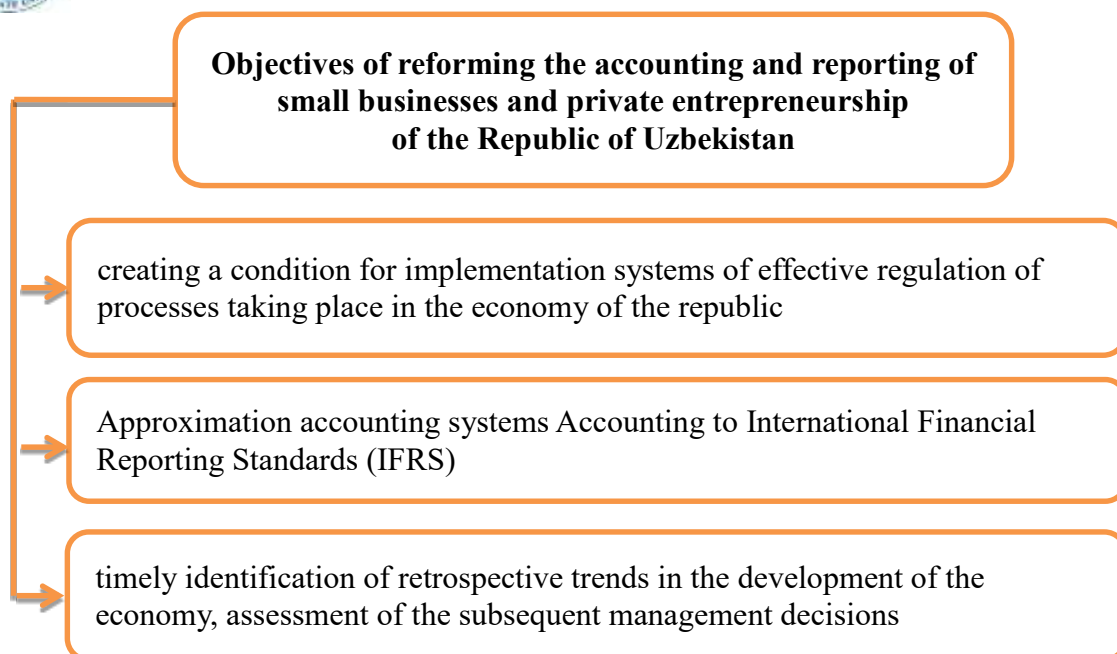 Objectives of reforming the accounting and reporting of
small businesses and private entrepreneurship
of the Republic of Uzbekistan
creating a condition for implementation systems of effective regulation of
processes taking place in the economy of the republic
Approximation accounting systems Accounting to International Financial
Reporting Standards (IFRS)
timely identification of retrospective trends in the development of the
economy, assessment of the subsequent management decisions